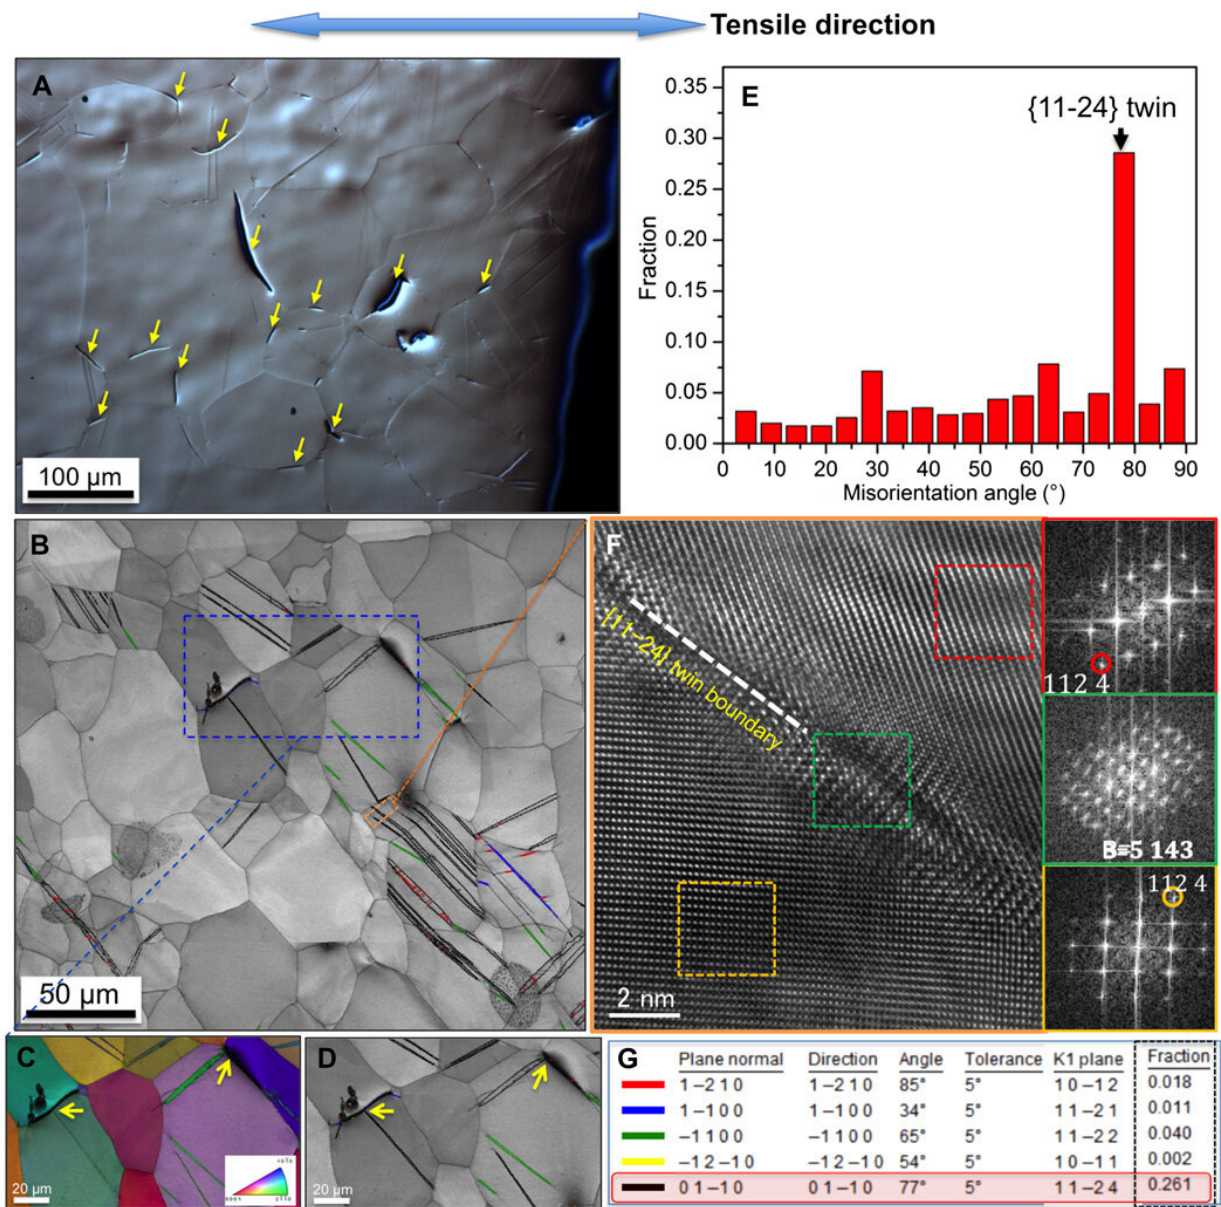 Tensile direction
A
100 µm
E
{11-24} twin
0.35
0.30
0.25
0.20
0.15
0.10
0.05
0.00
Fraction
0 10 20 30 40 50 60 70 80 90
Misorientation angle (°)
B
50 µm
F
{11–24} twin boundary
2 nm
112 4
B=5 143
112 4
C
20 µm
0001
D
20 µm
G
Plane normal Direction Angle Tolerance K1 plane Fraction
1–2 1 0 1–2 1 0 85° 5° 1 0 –1 2 0.018
1–1 0 0 1–1 0 0 34° 5° 1 1 –2 1 0.011
–1 1 0 0 –1 1 0 0 65° 5° 1 1 –2 2 0.040
–1 2 –1 0 –1 2 –1 0 54° 5° 1 0 –1 1 0.002
0 1 –1 0 0 1 –1 0 77° 5° 1 1 –2 4 0.261